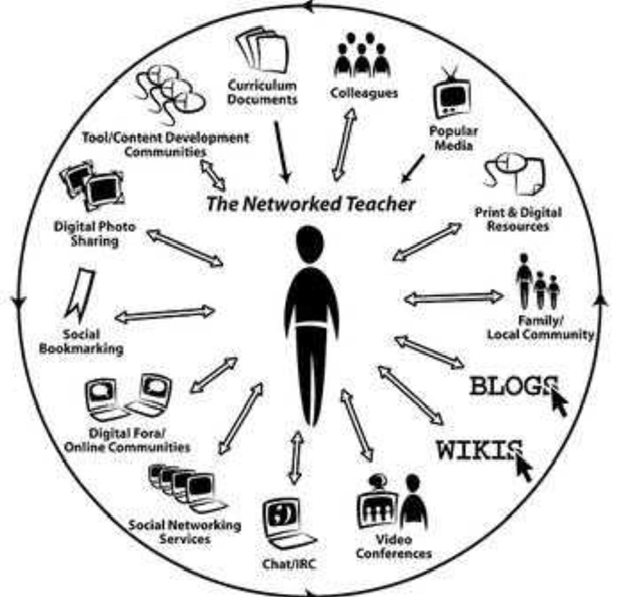 Curriculum
Documents
Colleagues
Popular
Media
Tool/Content Development
Communities
The Networked Teacher
Print & Digital
Resources
Digital Photo
Sharing
Family/
Local Community
Social
Bookmarking
BLOGS
Digital Fora/
Online Communities
WIKIS
Social Networking
Services
Chat/IRC
Video
Conferences